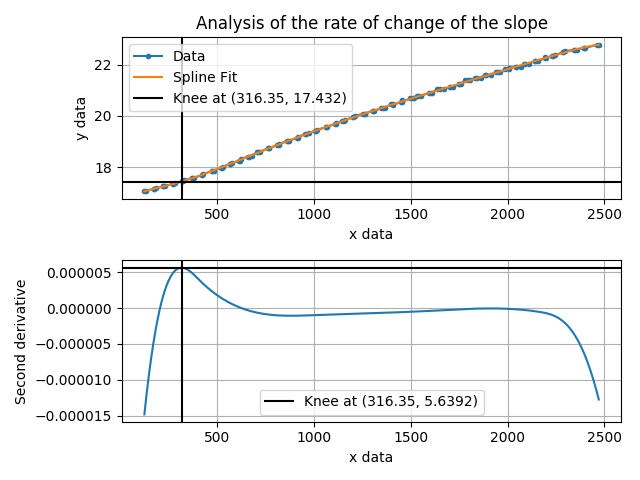 Analysis of the rate of change of the slope
Data
Spline Fit
Knee at (316.35, 17.432)
y data
22
20
18
500 1000 1500 2000 2500
x data
Second derivative
0.000005
0.000000
−0.000005
−0.000010
−0.000015
Knee at (316.35, 5.6392)
500 1000 1500 2000 2500
x data